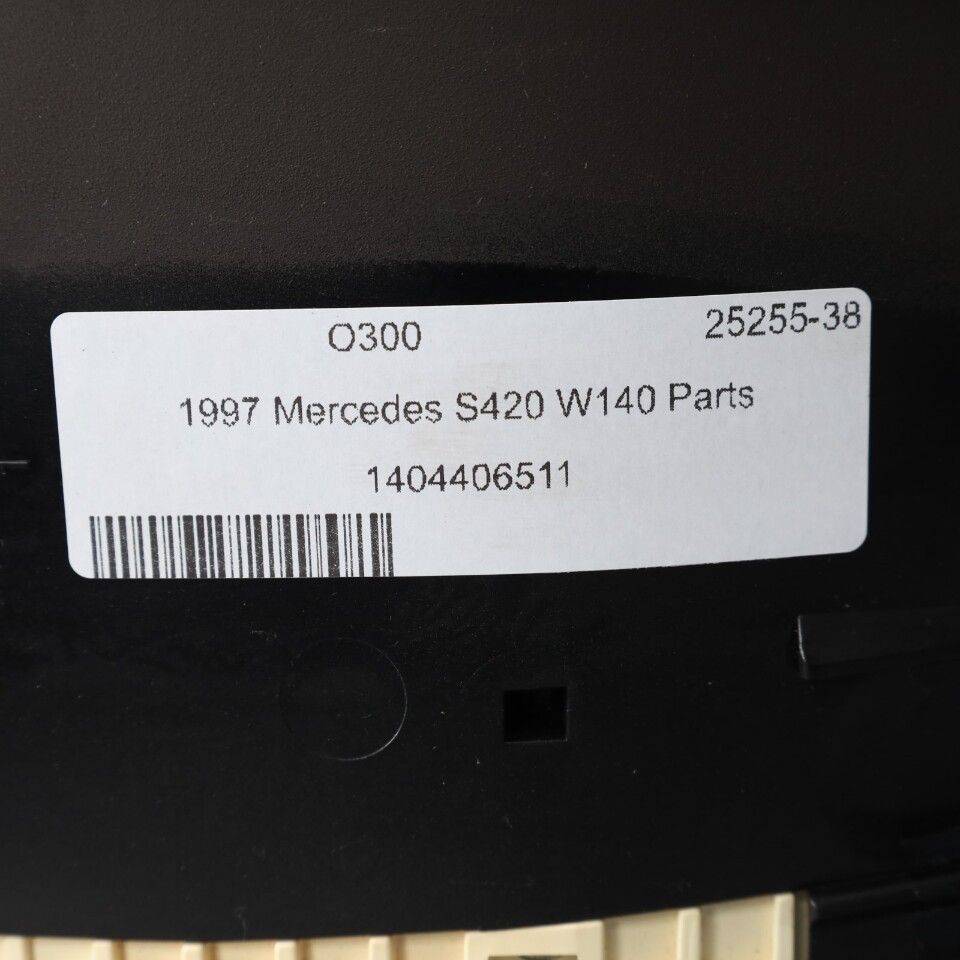 O300 25255-38
1997 Mercedes S420 W140 Parts
1404406511